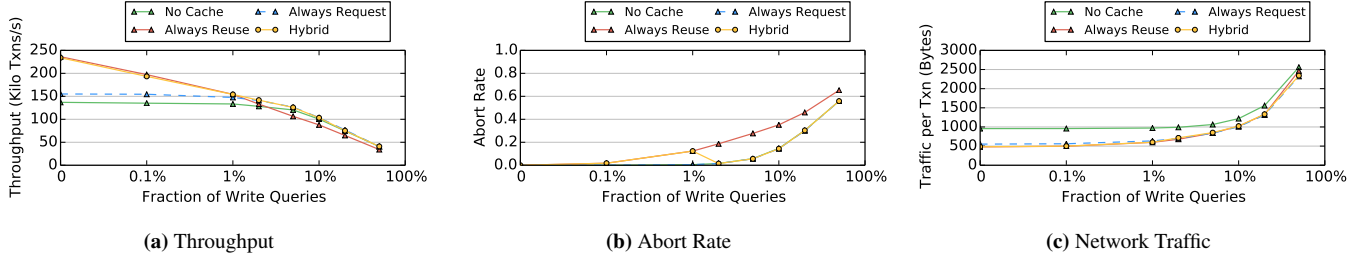 No Cache
Always Request
Always Reuse
Hybrid
Throughput (Kilo Txns/s)
250
200
150
100
50
0
0 0.1% 1% 10% 100%
Fraction of Write Queries
(a) Throughput
No Cache
Always Request
Always Reuse
Hybrid
Abort Rate
1.0
0.8
0.6
0.4
0.2
0.0
0 0.1% 1% 10% 100%
Fraction of Write Queries
(b) Abort Rate
No Cache
Always Request
Always Reuse
Hybrid
Traffic per Txn (Bytes)
3000
2500
2000
1500
1000
500
0
0 0.1% 1% 10% 100%
Fraction of Write Queries
(c) Network Traffic